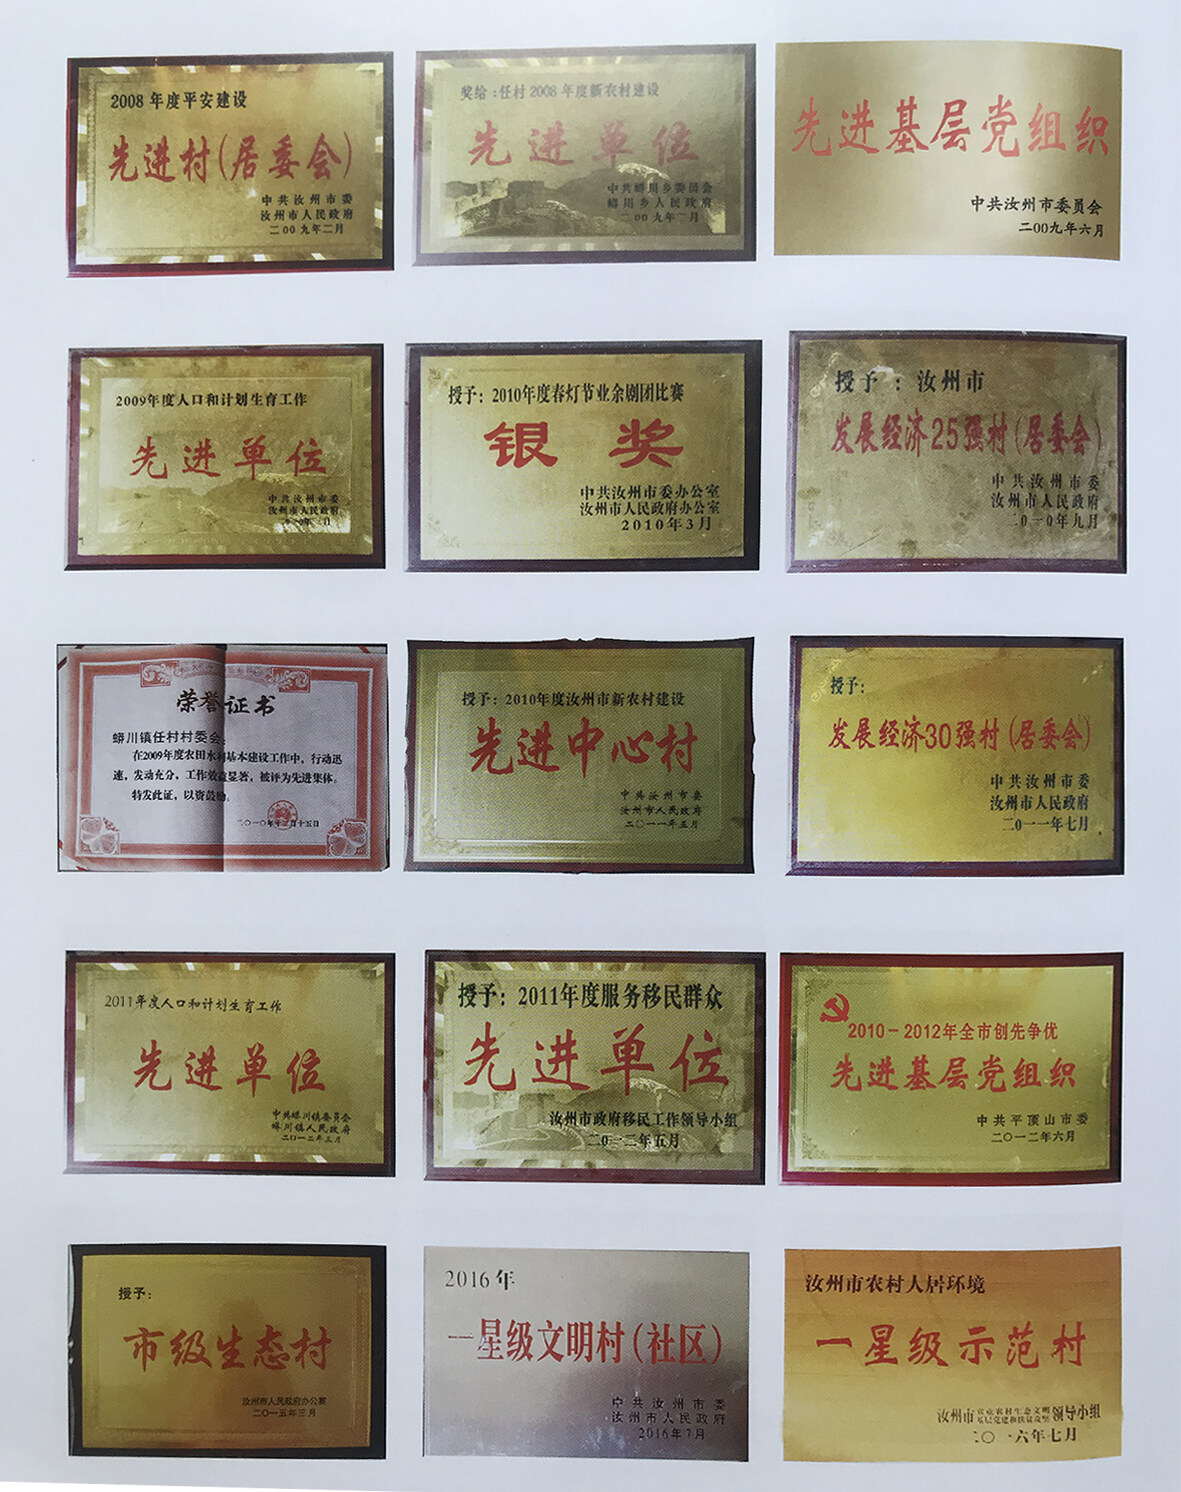 2008 年度平安建设
先进村(居委会)
中共汝州市委
汝州市人民政府
二00九年二月
奖给:任村2008年度新农村建设
先进单位
中共蟒川乡委员会
蟒川乡人民政府
二00九年二月
先进基层党组织
中共汝州市委员会
二00九年六月
2009年度人口和计划生育工作
先进单位
中共汝州市委
汝州市人民政府
授予:2010年度春灯节业余剧团比赛
银奖
中共汝州市委办公室
汝州市人民政府办公室
2010年3月
授予:汝州市
发展经济25强村(居委会)
中共汝州市委
汝州市人民政府
二0一0年九月
荣誉证书
蟒川镇任村村委会:
在2009年度农田水利基本建设工作中,行动迅
速,发动充分,工作效益显著,被评为先进集体。
特发此证,以资鼓励。
授予:2010年度汝州市新农村建设
先进中心村
中共汝州市委
汝州市人民政府
二〇一一年五月
授予:
发展经济30强村(居委会)
中共汝州市委
汝州市人民政府
二0一一年七月
2011年度人口和计划生育工作
先进单位
中共蟒川镇委员会
蟒川镇人民政府
二〇一二年三月
授予:2011年度服务移民群众
先进单位
汝州市政府移民工作领导小组
二0一二年五月
2010-2012年全市创先争优
先进基层党组织
中共平顶山市委
二〇一二年六月
授予:
市级生态村
汝州市人民政府办公室
二〇一五年三月
2016年
一星级文明村(社区)
中共汝州市委
汝州市人民政府
2016年7月
汝州市农村人居环境
一星级示范村
汝州市 领导小组
二〇一六年七月